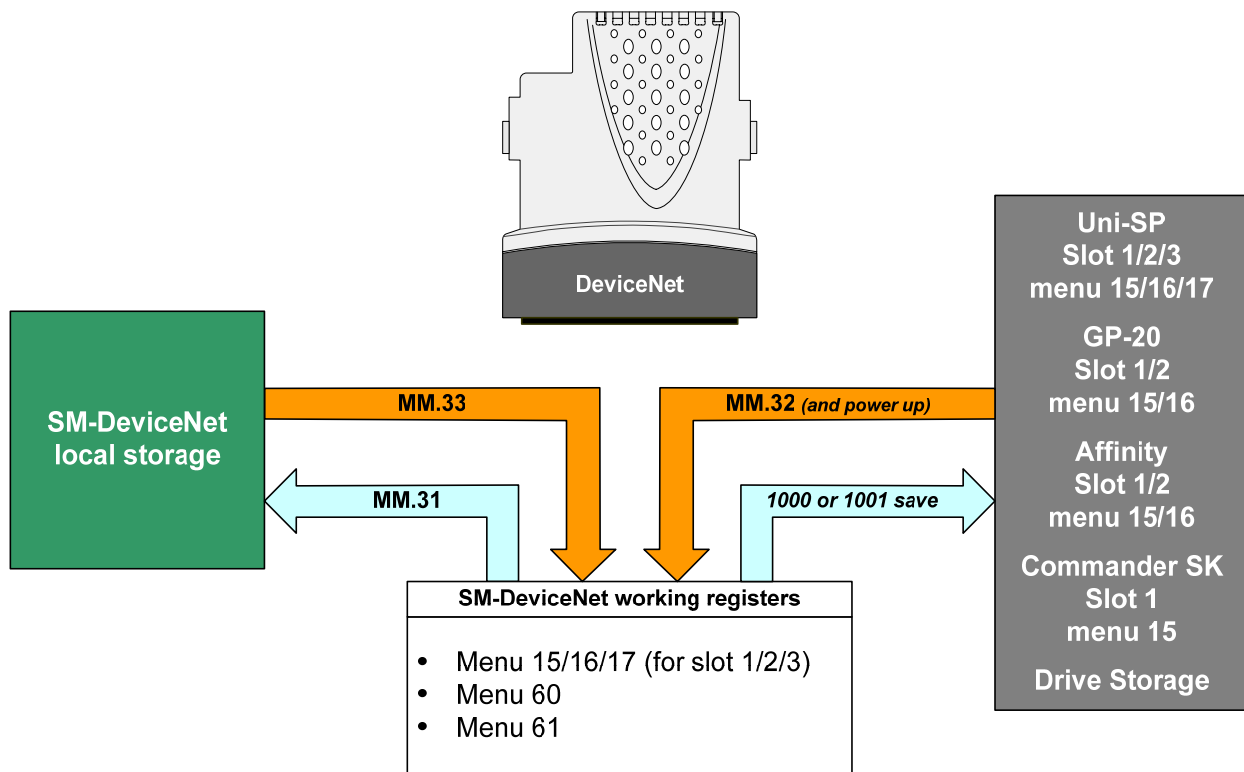 DeviceNet
SM-DeviceNet
local storage
MM.33
MM.31
MM.32 (and power up)
1000 or 1001 save
Uni-SP
Slot 1/2/3
menu 15/16/17
GP-20
Slot 1/2
menu 15/16
Affinity
Slot 1/2
menu 15/16
Commander SK
Slot 1
menu 15
Drive Storage
SM-DeviceNet working registers
• Menu 15/16/17 (for slot 1/2/3)
• Menu 60
• Menu 61